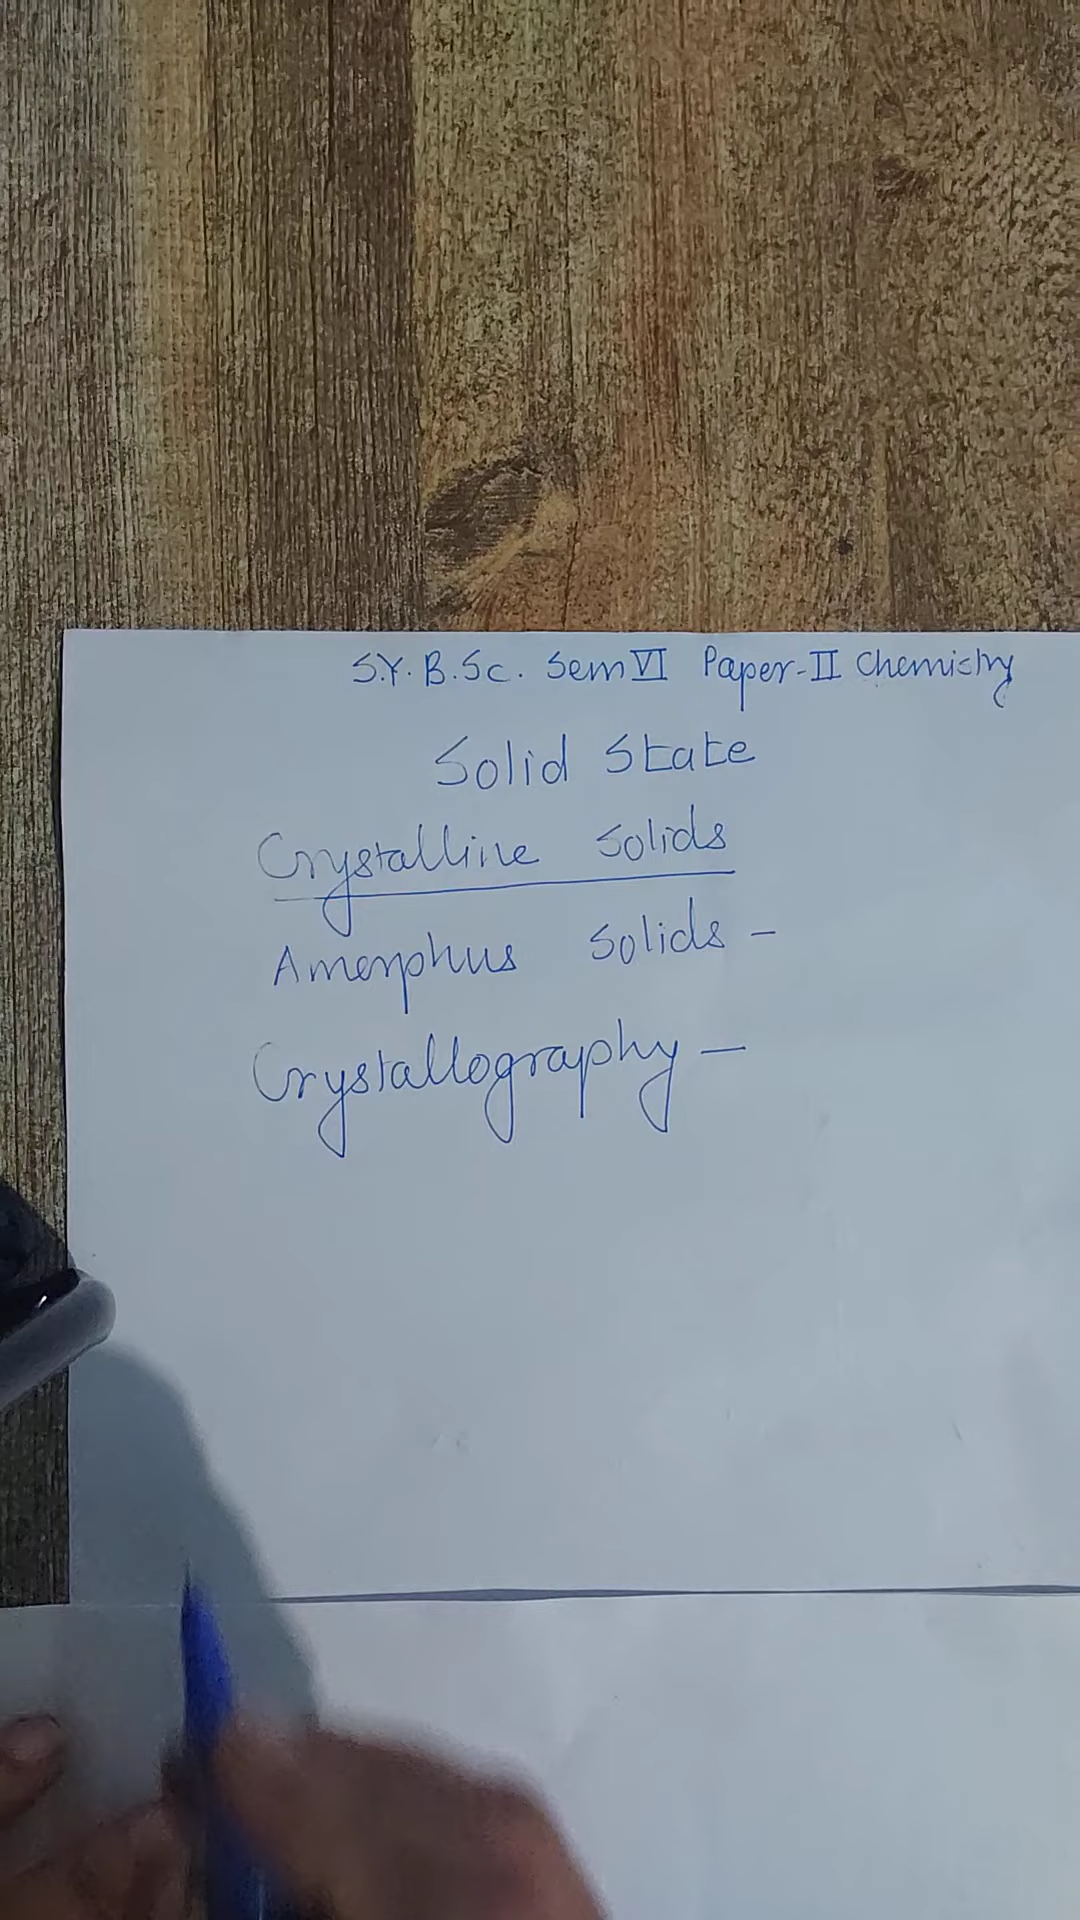 S.Y. B.Sc. Sem VI Paper-II Chemistry
Solid State
Crystalline Solids
Amorphus Solids -
Crystallography -